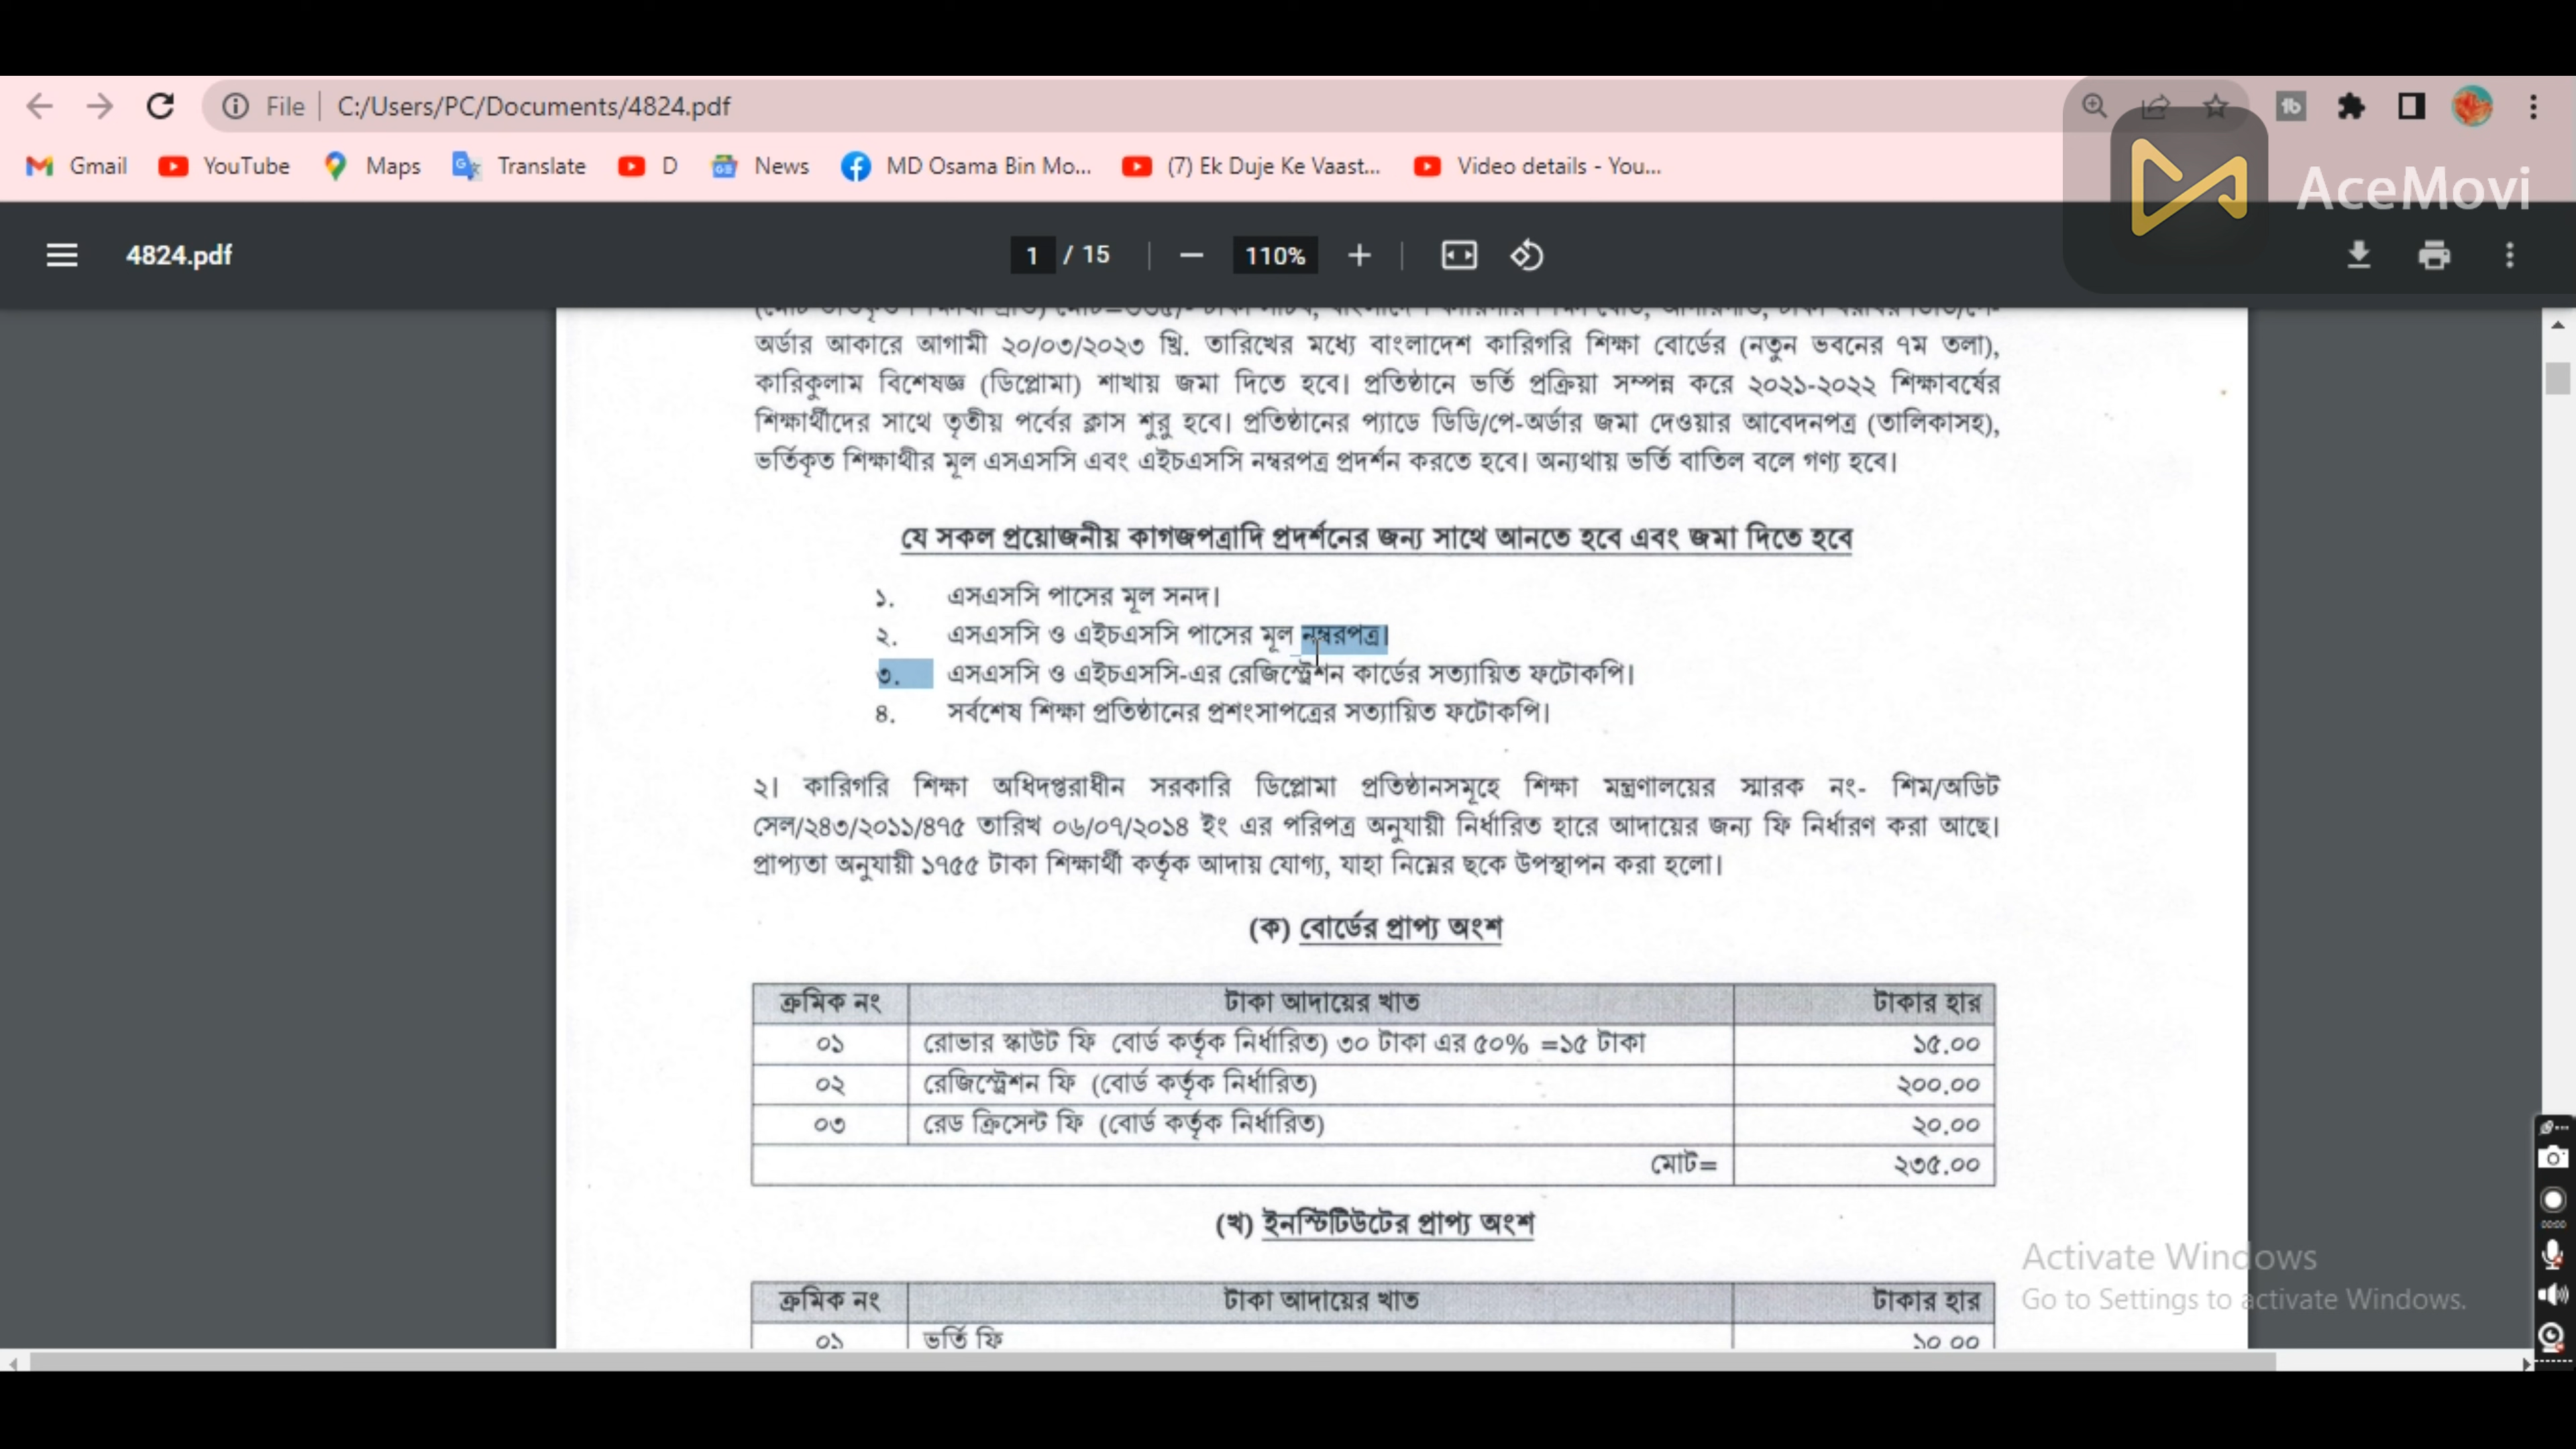 File C:/Users/PC/Documents/4824.pdf
Gmail YouTube Maps Translate D News MD Osama Bin Mo... (7) Ek Duje Ke Vaast... Video details - You...
AceMovi
4824.pdf 1 / 15 110%
অর্ডার আকারে আগামী ২০/০৩/২০২৩ খ্রি. তারিখের মধ্যে বাংলাদেশ কারিগরি শিক্ষা বোর্ডের (নতুন ভবনের ৭ম তলা),
কারিকুলাম বিশেষজ্ঞ (ডিপ্লোমা) শাখায় জমা দিতে হবে। প্রতিষ্ঠানে ভর্তি প্রক্রিয়া সম্পন্ন করে ২০২১-২০২২ শিক্ষাবর্ষের
শিক্ষার্থীদের সাথে তৃতীয় পর্বের ক্লাস শুরু হবে। প্রতিষ্ঠানের প্যাডে ডিডি/পে-অর্ডার জমা দেওয়ার আবেদনপত্র (তালিকাসহ),
ভর্তিকৃত শিক্ষাথীর মূল এসএসসি এবং এইচএসসি নম্বরপত্র প্রদর্শন করতে হবে। অন্যথায় ভর্তি বাতিল বলে গণ্য হবে।
যে সকল প্রয়োজনীয় কাগজপত্রাদি প্রদর্শনের জন্য সাথে আনতে হবে এবং জমা দিতে হবে
১. এসএসসি পাসের মূল সনদ।
২. এসএসসি ও এইচএসসি পাসের মূল নম্বরপত্র।
৩. এসএসসি ও এইচএসসি-এর রেজিস্ট্রেশন কার্ডের সত্যায়িত ফটোকপি।
৪. সর্বশেষ শিক্ষা প্রতিষ্ঠানের প্রশংসাপত্রের সত্যায়িত ফটোকপি।
২। কারিগরি শিক্ষা অধিদপ্তরাধীন সরকারি ডিপ্লোমা প্রতিষ্ঠানসমূহে শিক্ষা মন্ত্রণালয়ের স্মারক নং- শিম/অডিট
সেল/২৪৩/২০১১/৪৭৫ তারিখ ০৬/০৭/২০১৪ ইং এর পরিপত্র অনুযায়ী নির্ধারিত হারে আদায়ের জন্য ফি নির্ধারণ করা আছে।
প্রাপ্যতা অনুযায়ী ১৭৫৫ টাকা শিক্ষার্থী কর্তৃক আদায় যোগ্য, যাহা নিম্নের ছকে উপস্থাপন করা হলো।
(ক) বোর্ডের প্রাপ্য অংশ
ক্রমিক নং টাকা আদায়ের খাত টাকার হার
০১ রোভার স্কাউট ফি বোর্ড কর্তৃক নির্ধারিত) ৩০ টাকা এর ৫০% =১৫ টাকা ১৫.০০
০২ রেজিস্ট্রেশন ফি (বোর্ড কর্তৃক নির্ধারিত) ২০০.০০
০৩ রেড ক্রিসেন্ট ফি (বোর্ড কর্তৃক নির্ধারিত) ২০.০০
মোট= ২৩৫.০০
(খ) ইনস্টিটিউটের প্রাপ্য অংশ
ক্রমিক নং টাকা আদায়ের খাত টাকার হার
০১ ভর্তি ফি ১০.০০
Activate Windows
Go to Settings to activate Windows.
00:00